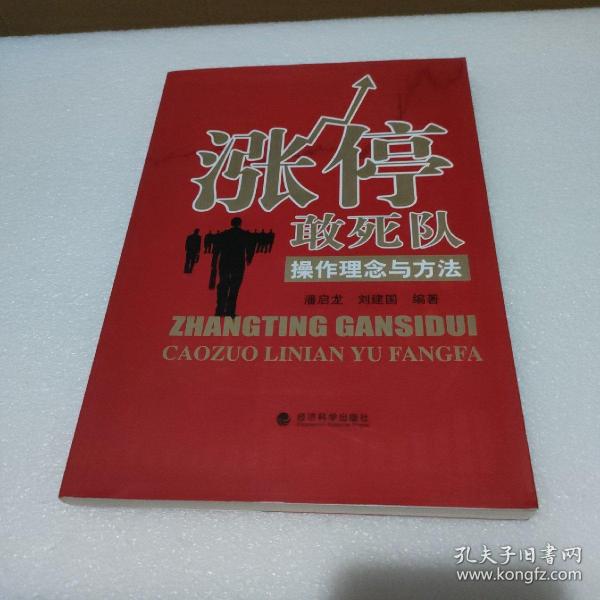 涨停
敢死队
操作理念与方法
潘启龙 刘建国 编著
ZHANGTING GANSIDUI
CAOZUO LINIAN YU FANGFA
经济科学出版社
孔夫子旧书网
www.kongfz.com